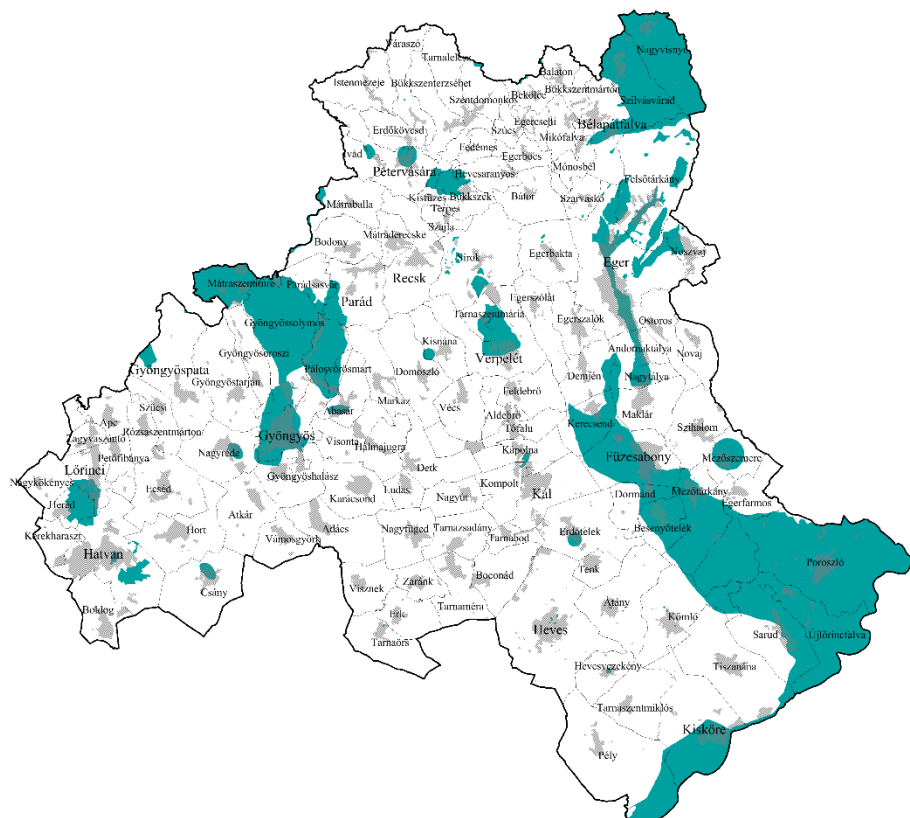 Nagyvisnyó
Váraszó
Tarnalelesz
Balaton
Istenmezeje
Bükkszenterzsébet
Bükkszentmárton
Bekölce
Szentdomonkos
Szilvásvárad
Egercsehi
Bélapátfalva
Szúcs
Erdőkövesd
Mikófalva
Fedémes
Ivád
Egerbocs
Pétervására
Hevesaranyos
Mónosbél
Felsőtárkány
Mátraballa
Kisfüzes
Bükkszék
Bátor
Szarvaskő
Terpes
Szajla
Bodony
Mátraderecske
Noszvaj
Sirok
Egerbakta
Eger
Recsk
Mátraszentimre
Parádsasvár
Parád
Egerszólát
Tarnaszentmária
Gyöngyössolymos
Egerszalók
Ostoros
Kisnána
Andornaktálya
Novaj
Gyöngyösoroszi
Verpelét
Gyöngyöspata
Pálosvörösmart
Domoszló
Demjén
Nagytálya
Gyöngyöstarján
Feldebrő
Markaz
Szűcsi
Abasár
Vécs
Aldebrő
Maklár
Apc
Tófalu
Kerecsend
Szihalom
Rózsaszentmárton
Gyöngyös
Visonta
Halmajugra
Zagyvaszántó
Kápolna
Nagyréde
Füzesabony
Mezőszemere
Petőfibánya
Lőrinci
Detk
Gyöngyöshalász
Kompolt
Nagykökényes
Ecséd
Ludas
Kál
Mezőtárkány
Karácsond
Nagyút
Dormánd
Heréd
Egerfarmos
Atkár
Besenyőtelek
Kerekharaszt
Hort
Adács
Nagyfüged
Tarnazsadány
Erdőtelek
Vámosgyörk
Tarnabod
Hatvan
Poroszló
Tenk
Boconád
Csány
Visznek
Zaránk
Átány
Boldog
Erk
Tarnaméra
Kömlő
Heves
Sarud
Újlőrincfalva
Tarnaörs
Hevesvezekény
Tiszanána
Tarnaszentmiklós
Kisköre
Pély